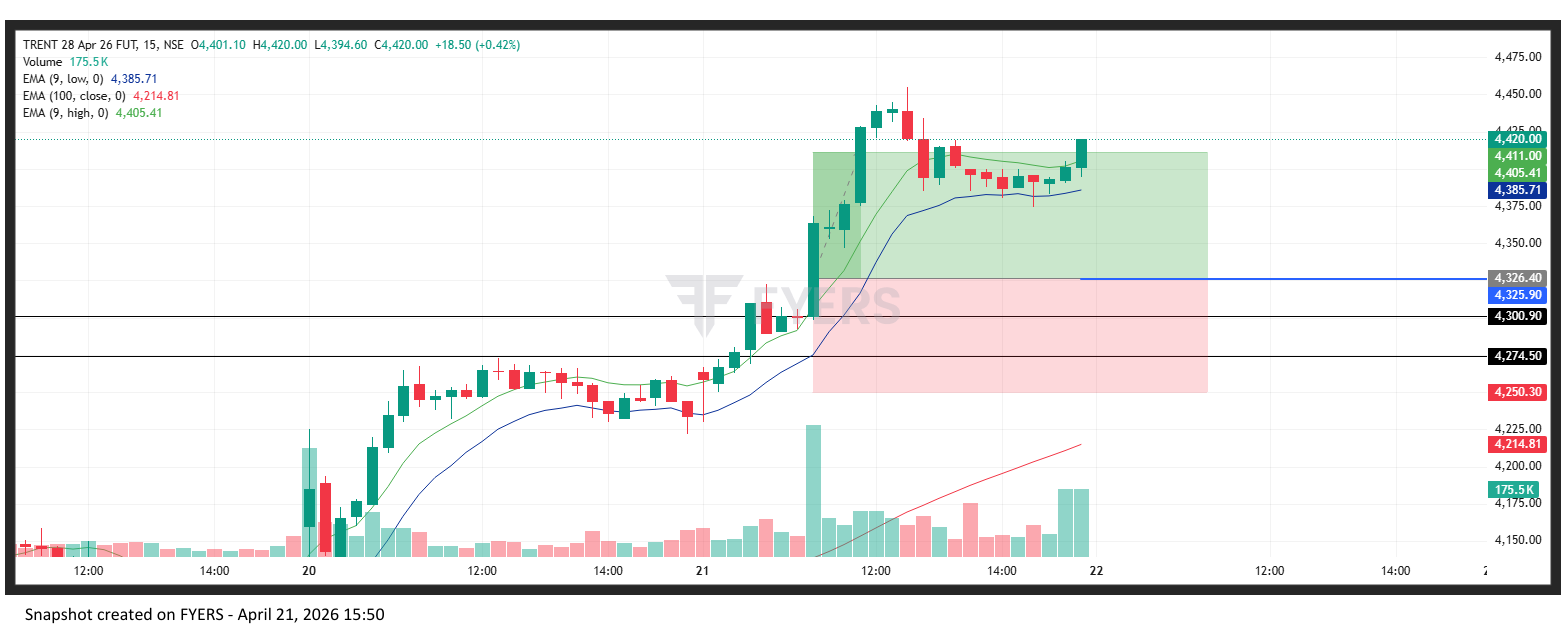 TRENT 28 Apr 26 FUT, 15, NSE O4,401.10 H4,420.00 L4,394.60 C4,420.00 +18.50 (+0.42%)
Volume 175.5K
EMA (9, low, 0) 4,385.71
EMA (100, close, 0) 4,214.81
EMA (9, high, 0) 4,405.41
4,475.00
4,450.00
4,425.00
4,420.00
4,411.00
4,405.41
4,385.71
4,375.00
4,350.00
4,326.40
4,325.90
4,300.90
4,274.50
4,250.30
4,225.00
4,214.81
4,200.00
175.5K
4,175.00
4,150.00
FYERS
12:00 14:00 20 12:00 14:00 21 12:00 14:00 22 12:00 14:00
Snapshot created on FYERS - April 21, 2026 15:50